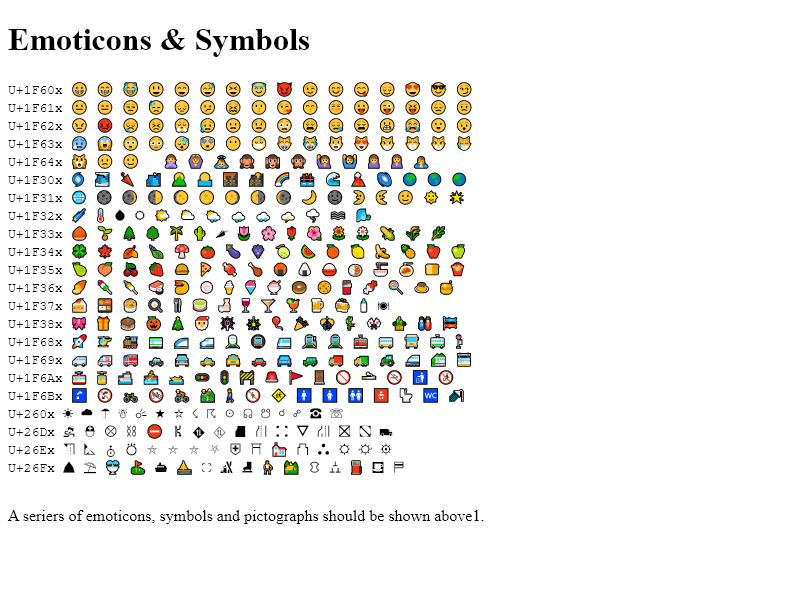 Emoticons & Symbols
U+1F60x
U+1F61x
U+1F62x
U+1F63x
U+1F64x
U+1F30x
U+1F31x
U+1F32x
U+1F33x
U+1F34x
U+1F35x
U+1F36x
U+1F37x
U+1F38x
U+1F68x
U+1F69x
U+1F6Ax
U+1F6Bx
U+260x
U+26Dx
U+26Ex
U+26Fx
A seriers of emoticons, symbols and pictographs should be shown above1.